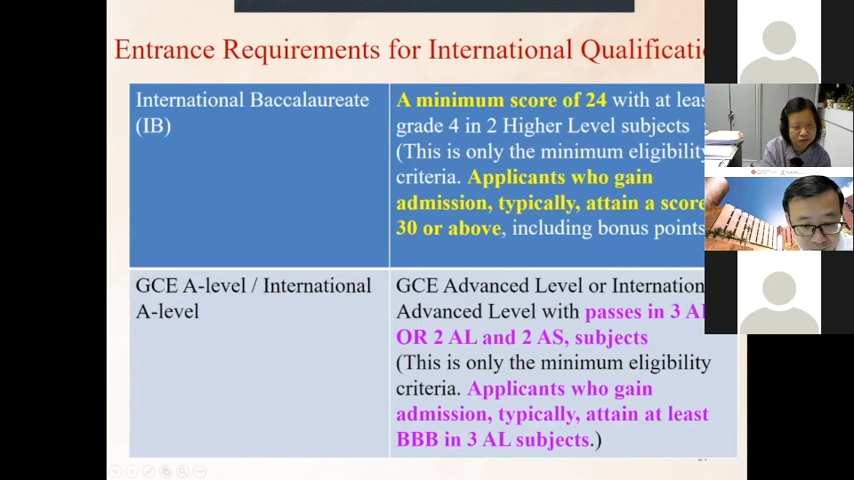 Entrance Requirements for International
International Baccalaureate
(IB)
A minimum score of 24 with at
grade 4 in 2 Higher Level subjects
(This is only the minimum eligibility
criteria. Applicants who gain
admission, typically, attain a score
30 or above, including bonus points
GCE A-level / International
A-level
GCE Advanced Level or
Advanced Level with passes in 3
OR 2 AL and 2 AS, subjects
(This is only the minimum eligibility
criteria. Applicants who gain
admission, typically, attain at least
BBB in 3 AL subjects.)